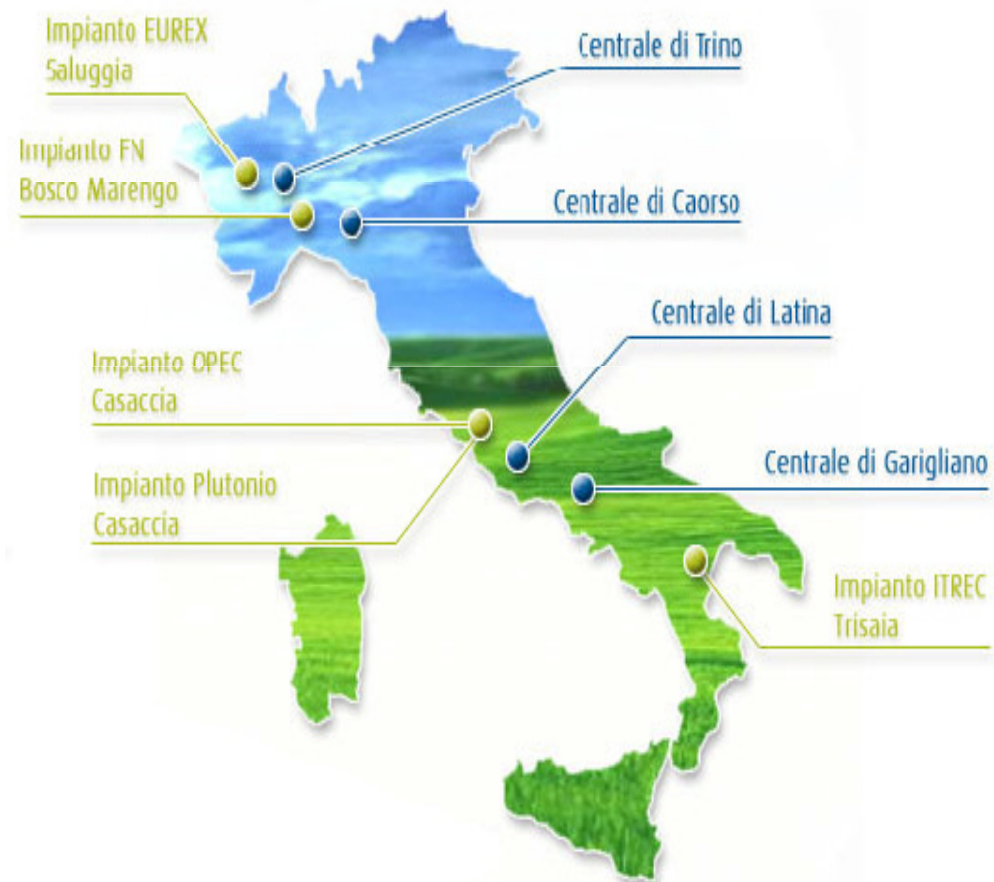 Impianto EUREX
Saluggia
Centrale di Trino
Impianto FN
Bosco Marengo
Centrale di Caorso
Centrale di Latina
Impianto OPEC
Casaccia
Centrale di Garigliano
Impianto Plutonio
Casaccia
Impianto ITREC
Trisaia